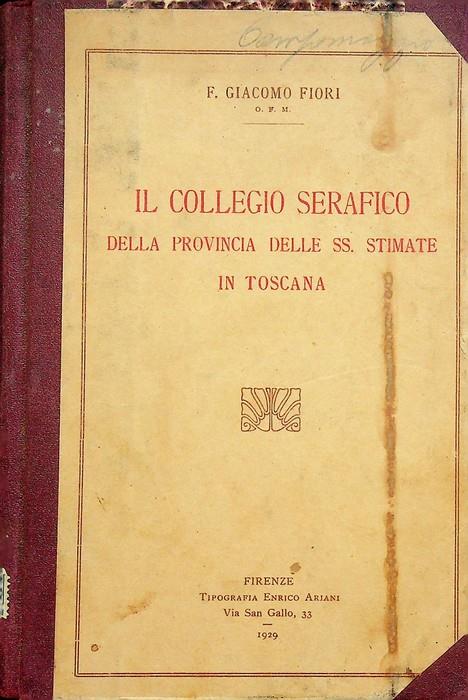 Campomaggio
F. GIACOMO FIORI
O. F. M.
IL COLLEGIO SERAFICO
DELLA PROVINCIA DELLE SS. STIMATE
IN TOSCANA
FIRENZE
TIPOGRAFIA ENRICO ARIANI
Via San Gallo, 33
1929